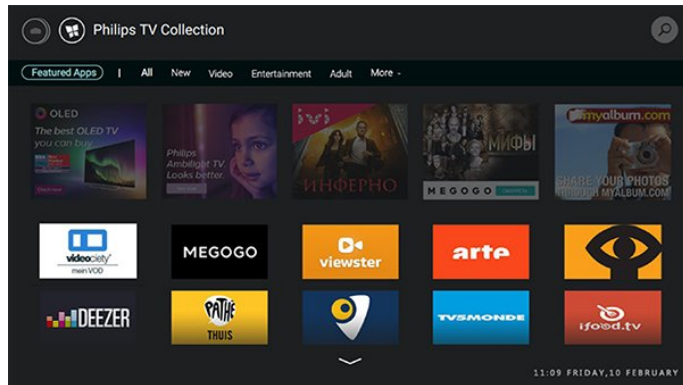 Philips TV Collection
Featured Apps | All New Video Entertainment Adult More
OLED
The best OLED TV
you can buy
Philips
Ambilight TV.
Looks better.
ivi
ИНФЕРНО
МИФЫ
MEGOGO
myalbum.com
SHARE YOUR PHOTOS
THROUGH MYALBUM.COM
videociety
mein VOD
MEGOGO
viewster
arte
DEEZER
PATHÉ
THUIS
TV5MONDE
ifood.tv
11:09 FRIDAY,10 FEBRUARY